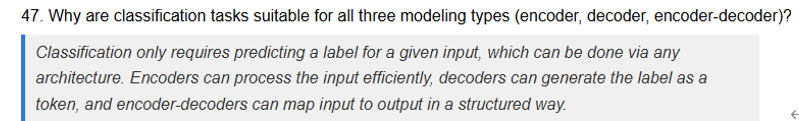 47. Why are classification tasks suitable for all three modeling types (encoder, decoder, encoder-decoder)?
Classification only requires predicting a label for a given input, which can be done via any
architecture. Encoders can process the input efficiently, decoders can generate the label as a
token, and encoder-decoders can map input to output in a structured way.